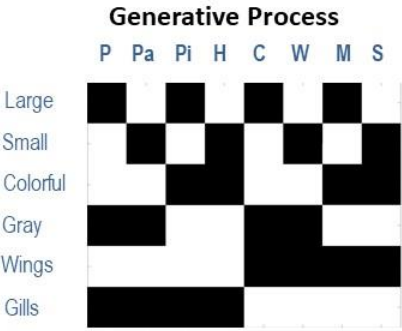 Generative Process
P Pa Pi H C W M S
Large
Small
Colorful
Gray
Wings
Gills